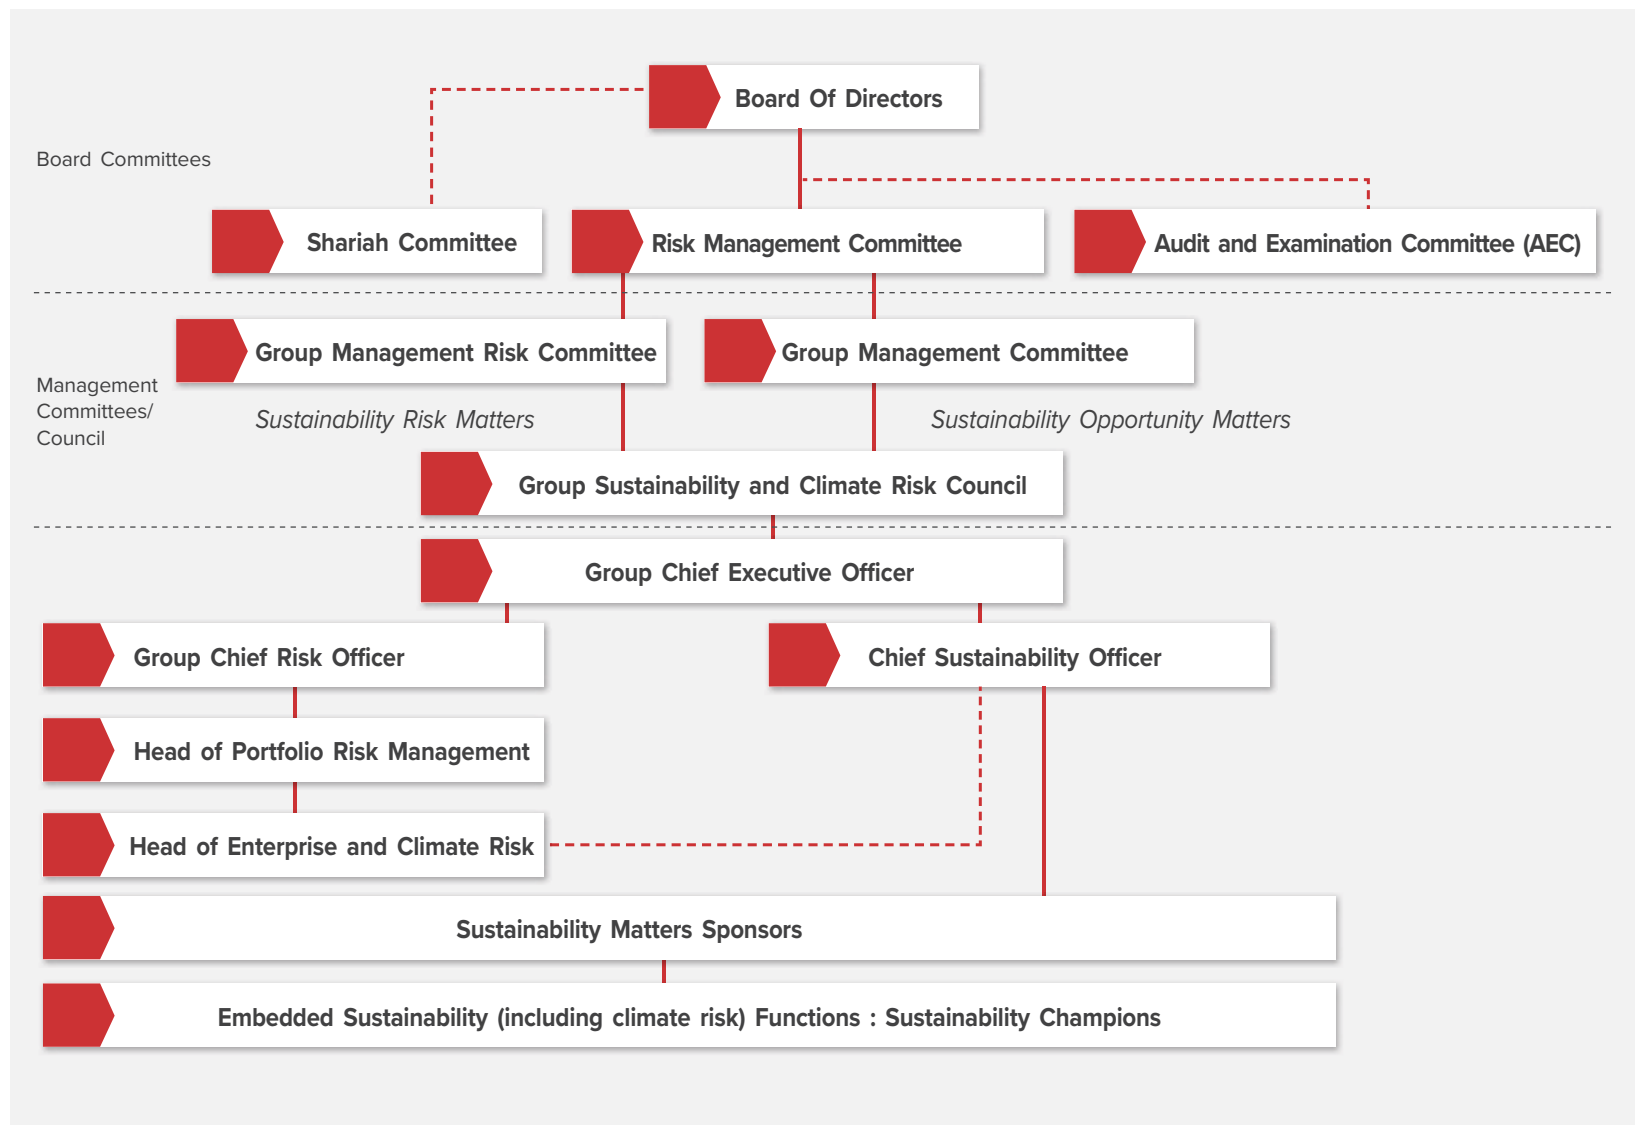 Board Of Directors
Board Committees
Shariah Committee
Risk Management Committee
Audit and Examination Committee (AEC)
Group Management Risk Committee
Group Management Committee
Management
Committees/
Council
Sustainability Risk Matters
Sustainability Opportunity Matters
Group Sustainability and Climate Risk Council
Group Chief Executive Officer
Group Chief Risk Officer
Chief Sustainability Officer
Head of Portfolio Risk Management
Head of Enterprise and Climate Risk
Sustainability Matters Sponsors
Embedded Sustainability (including climate risk) Functions : Sustainability Champions